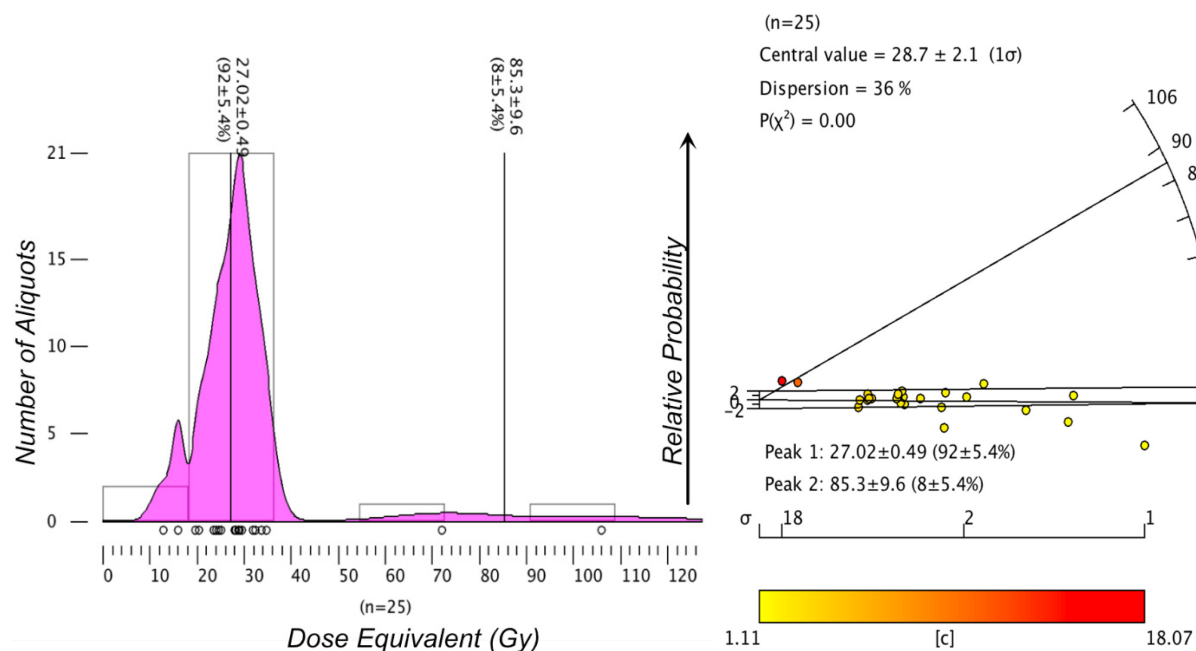 27.02±0.49
(92±5.4%)
85.3±9.6
(8±5.4%)
21
15
10
5
0
Number of Aliquots
Relative Probability
0 10 20 30 40 50 60 70 80 90 100 110 120
(n=25)
Dose Equivalent (Gy)
(n=25)
Central value = 28.7 ± 2.1 (1σ)
Dispersion = 36 %
P(χ²) = 0.00
106
90
8
2
0
−2
Peak 1: 27.02±0.49 (92±5.4%)
Peak 2: 85.3±9.6 (8±5.4%)
σ 18 2 1
1.11 [c] 18.07